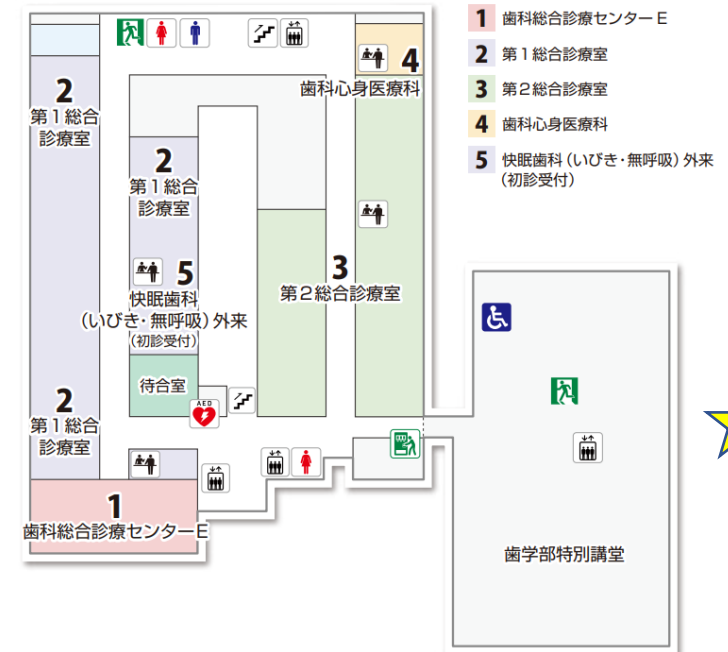 1 歯科総合診療センターE
2 第1総合診療室
3 第2総合診療室
4 歯科心身医療科
5 快眠歯科(いびき・無呼吸)外来
(初診受付)
4
歯科心身医療科
2
第1総合
診療室
2
第1総合
診療室
5
快眠歯科
(いびき・無呼吸)外来
(初診受付)
3
第2総合診療室
待合室
AED
2
第1総合
診療室
1
歯科総合診療センターE
歯学部特別講堂